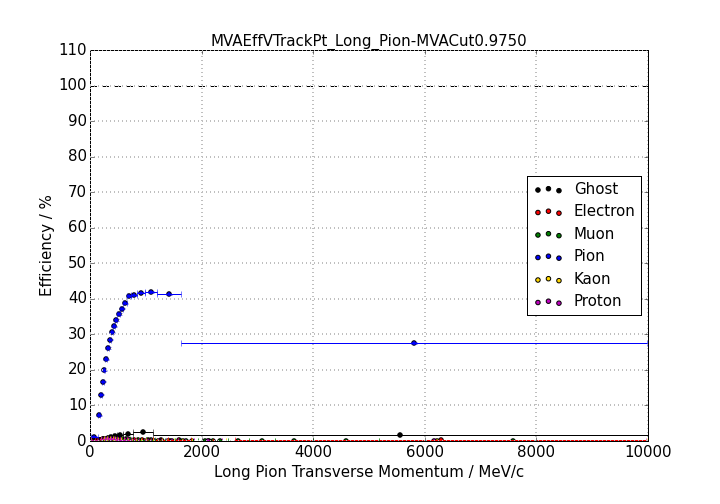 MVAEffVTrackPt_Long_Pion-MVACut0.9750
110
100
90
80
70
60
50
40
30
20
10
0
Efficiency / %
Ghost
Electron
Muon
Pion
Kaon
Proton
0 2000 4000 6000 8000 10000
Long Pion Transverse Momentum / MeV/c